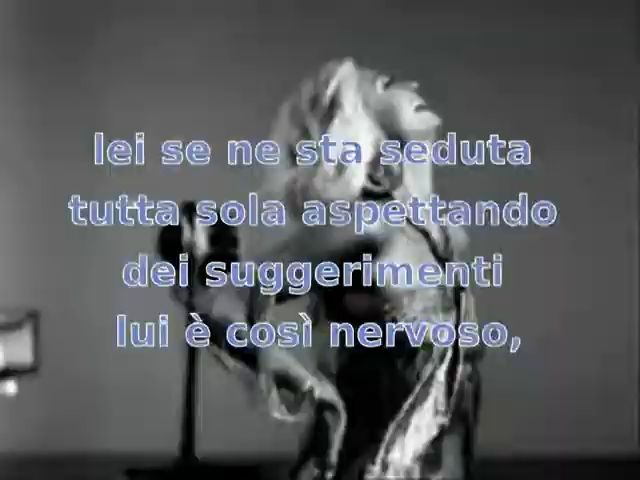 lei se ne sta seduta
tutta sola aspettando
dei suggerimenti
lui è così nervoso,